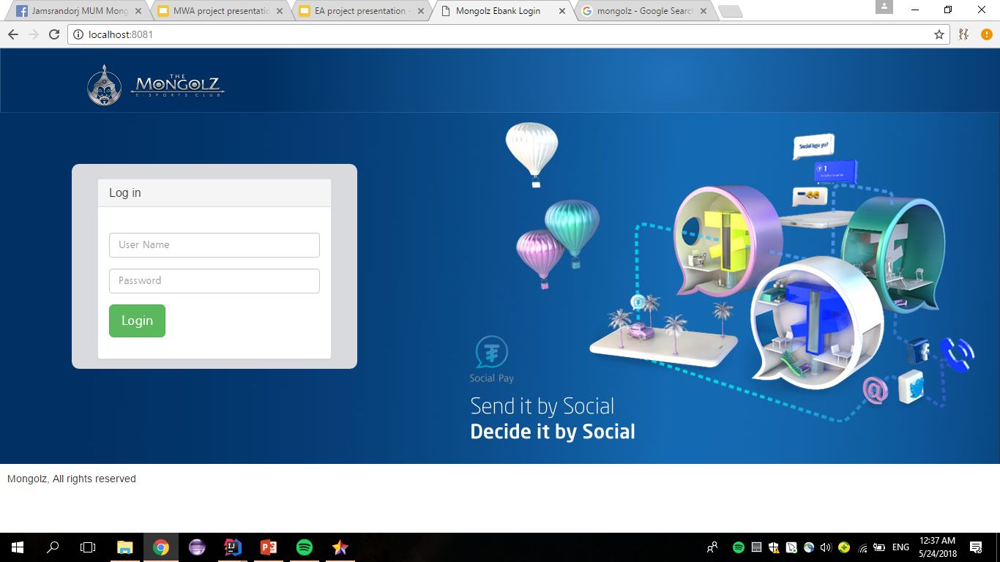 Jamsrandorj MUM Mong
MWA project presentatio
EA project presentation -
Mongolz Ebank Login
mongolz - Google Search
localhost:8081
THE
MONGOLZ
E-SPORTS CLUB
Log in
User Name
Password
Login
1
Social Pay
Send it by Social
Decide it by Social
Mongolz, All rights reserved
ENG
12:37 AM
5/24/2018